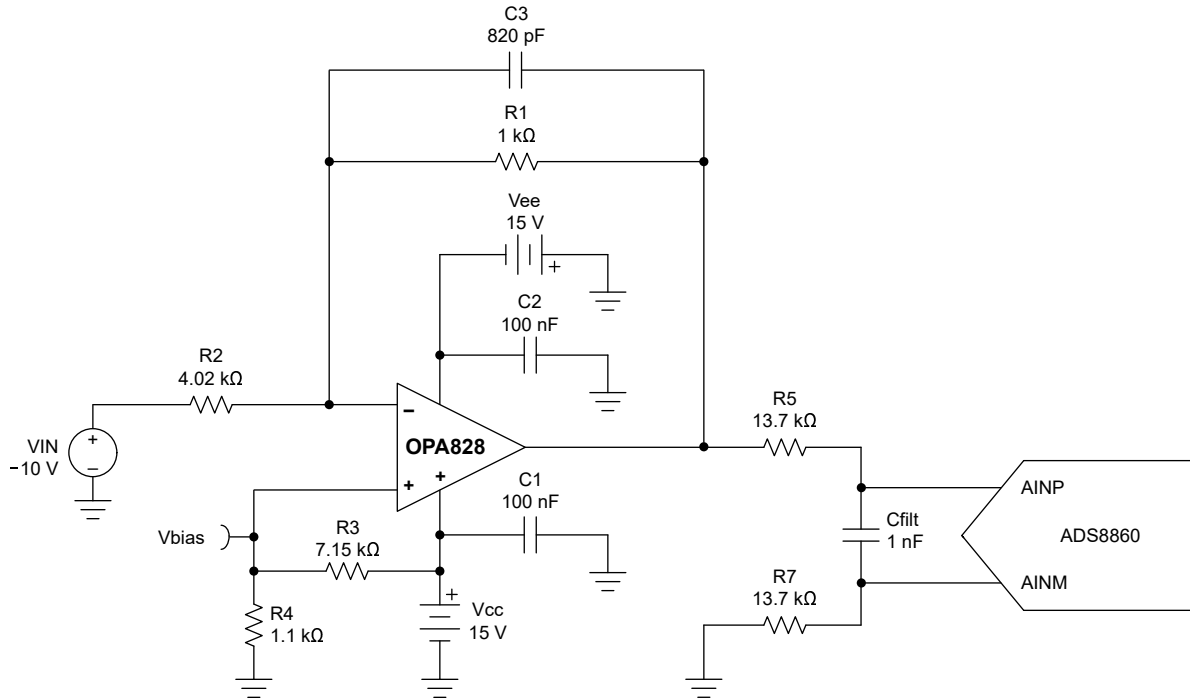 C3
820 pF
R1
1 kΩ
Vee
15 V
+
C2
100 nF
R2
4.02 kΩ
VIN
−10 V
+
−
−
OPA828
+
+
C1
100 nF
Vbias
R3
7.15 kΩ
R4
1.1 kΩ
+
Vcc
15 V
R5
13.7 kΩ
AINP
Cfilt
1 nF
ADS8860
AINM
R7
13.7 kΩ